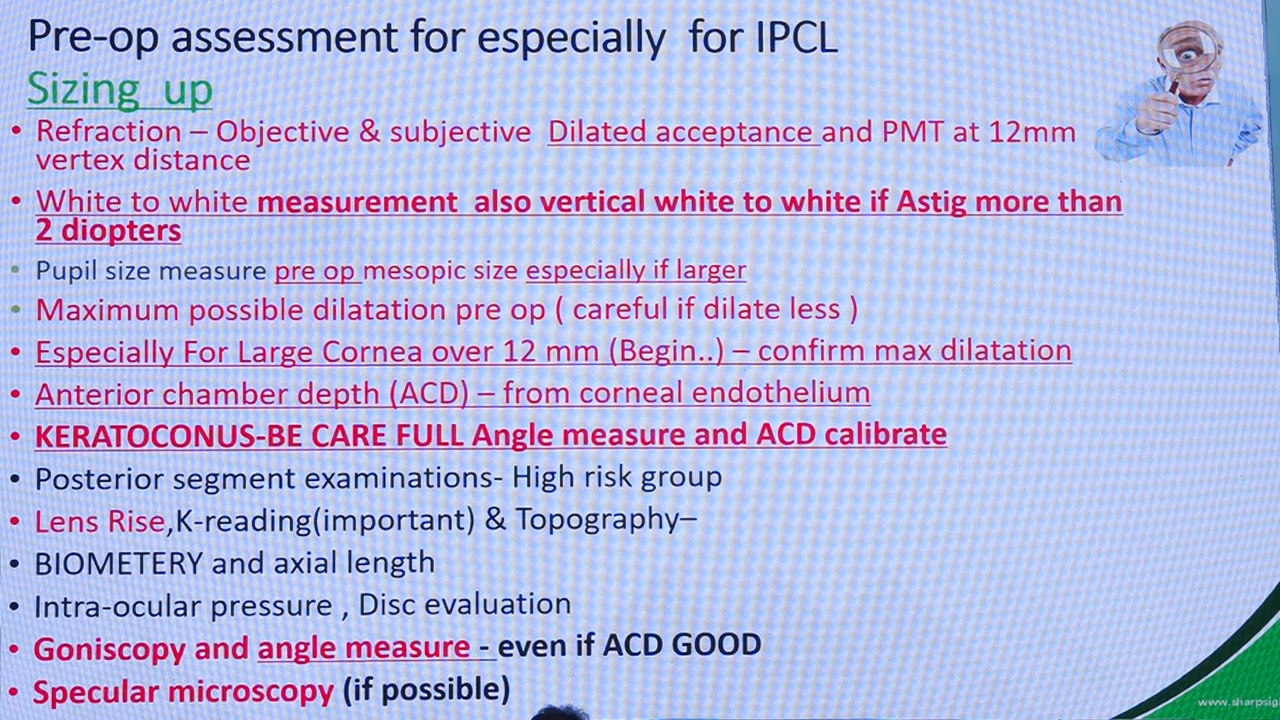 Pre-op assessment for especially for IPCL
Sizing up
• Refraction – Objective & subjective Dilated acceptance and PMT at 12mm
vertex distance
• White to white measurement also vertical white to white if Astig more than
2 diopters
• Pupil size measure pre op mesopic size especially if larger
• Maximum possible dilatation pre op ( careful if dilate less )
• Especially For Large Cornea over 12 mm (Begin..) – confirm max dilatation
• Anterior chamber depth (ACD) – from corneal endothelium
• KERATOCONUS-BE CARE FULL Angle measure and ACD calibrate
• Posterior segment examinations- High risk group
• Lens Rise,K-reading(important) & Topography–
• BIOMETERY and axial length
• Intra-ocular pressure , Disc evaluation
• Goniscopy and angle measure - even if ACD GOOD
• Specular microscopy (if possible)
www.sharpsig